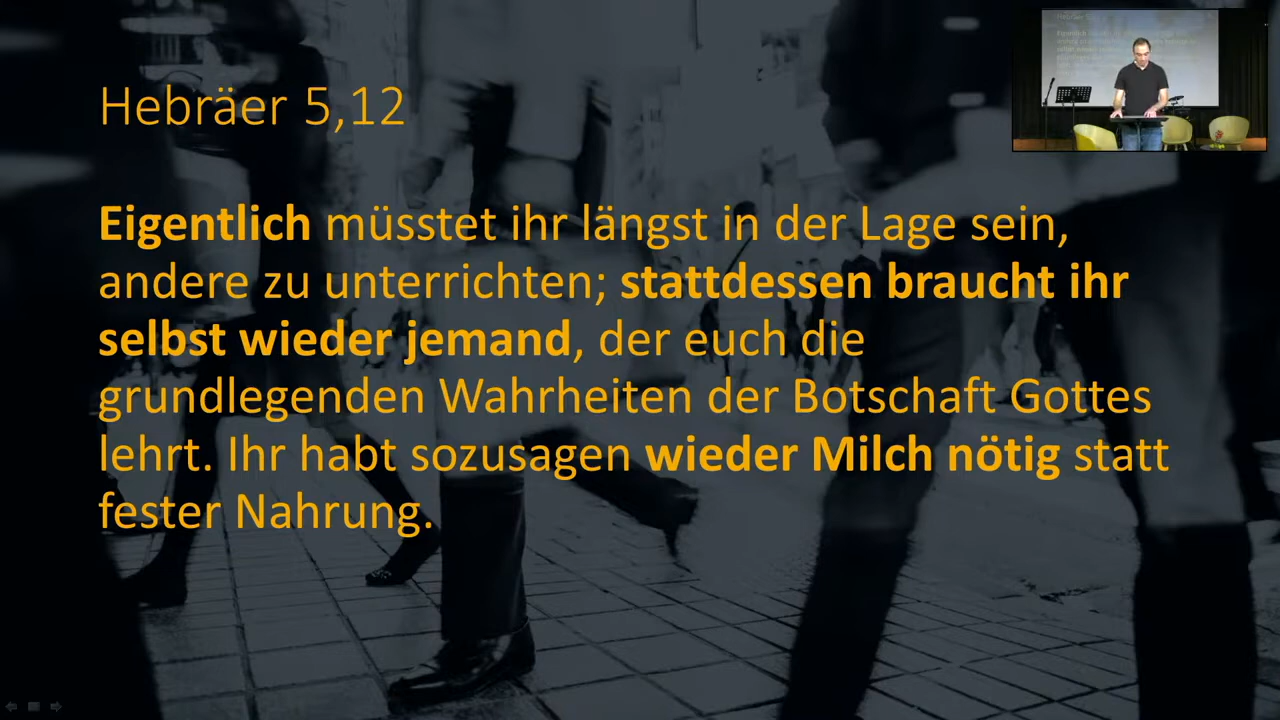 Hebräer 5,12
Eigentlich müsstet ihr längst in der Lage sein,
andere zu unterrichten; stattdessen braucht ihr
selbst wieder jemand, der euch die
grundlegenden Wahrheiten der Botschaft Gottes
lehrt. Ihr habt sozusagen wieder Milch nötig statt
fester Nahrung.